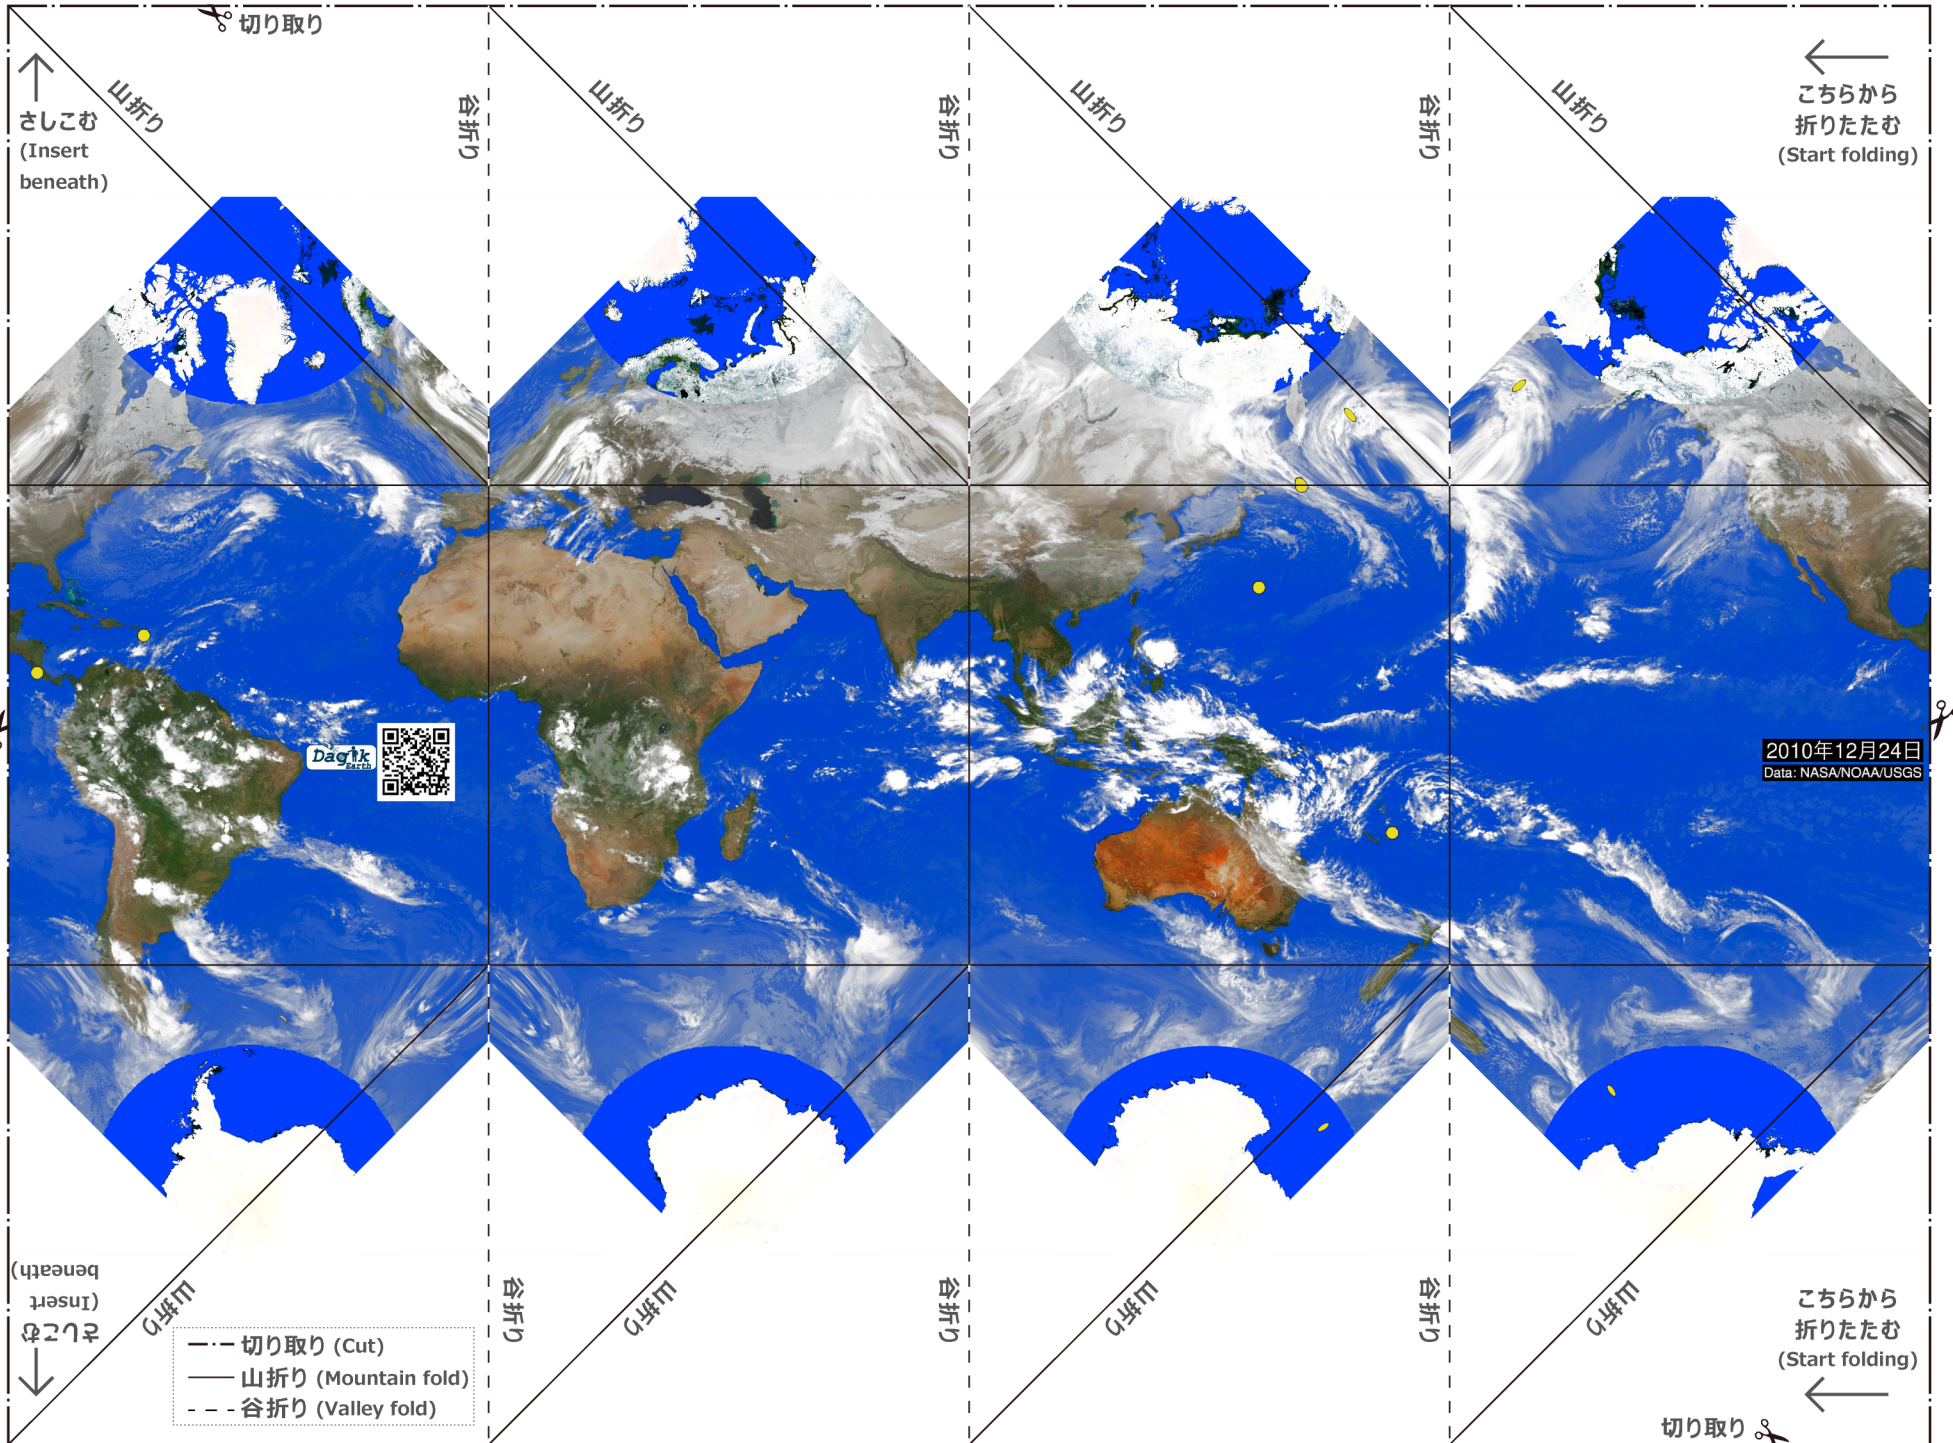 切り取り
さしこむ
(Insert
beneath)
山折り
谷折り
山折り
谷折り
山折り
谷折り
山折り
こちらから
折りたたむ
(Start folding)
Dagik
Earth
2010年12月24日
Data: NASA/NOAA/USGS
さしこむ
(Insert
beneath)
山折り
谷折り
山折り
谷折り
山折り
谷折り
山折り
こちらから
折りたたむ
(Start folding)
切り取り (Cut)
山折り (Mountain fold)
谷折り (Valley fold)
切り取り